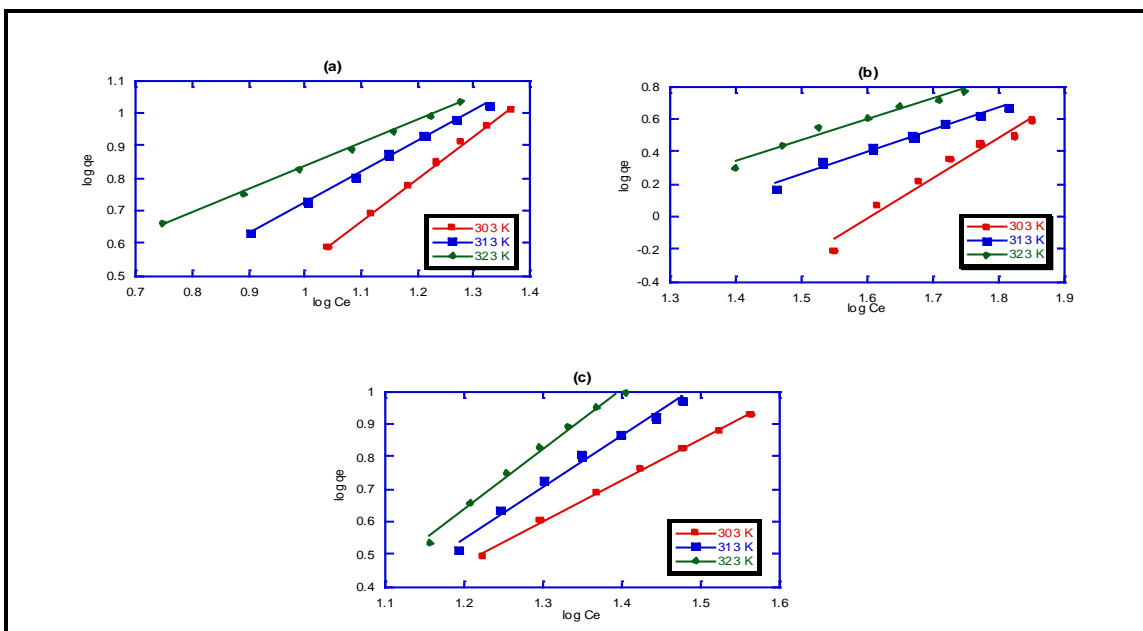 (a)
1.1
1
0.9
0.8
0.7
0.6
0.5
log qe
0.7 0.8 0.9 1 1.1 1.2 1.3 1.4
log Ce
303 K
313 K
323 K
(b)
0.8
0.6
0.4
0.2
0
-0.2
-0.4
log qe
1.3 1.4 1.5 1.6 1.7 1.8 1.9
log Ce
303 K
313 K
323 K
(c)
1
0.9
0.8
0.7
0.6
0.5
0.4
log qe
1.1 1.2 1.3 1.4 1.5 1.6
log Ce
303 K
313 K
323 K